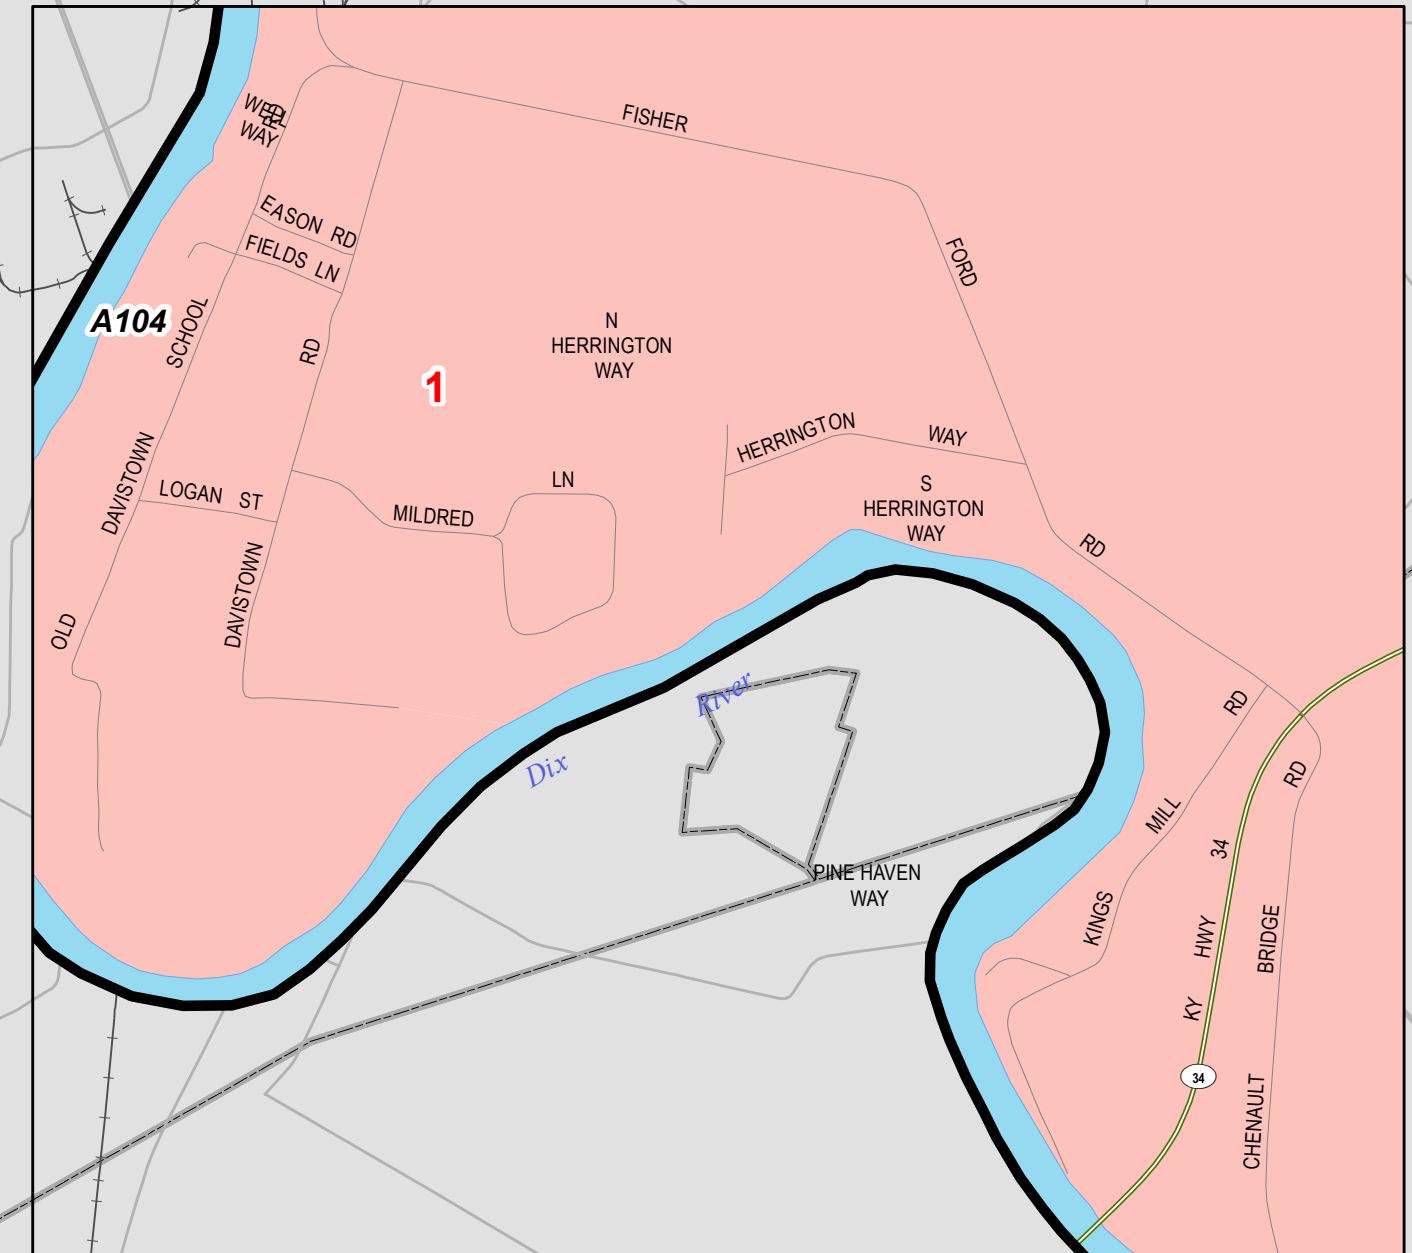 WELL
WAY
RD
FISHER
EASON RD
FIELDS LN
FORD
A104
SCHOOL
RD
N
HERRINGTON
WAY
1
HERRINGTON WAY
DAVISTOWN
LOGAN ST
LN
MILDRED
S
HERRINGTON
WAY
RD
DAVISTOWN
OLD
River
Dix
RD
RD
MILL
34
PINE HAVEN
WAY
KINGS
HWY
BRIDGE
KY
34
CHENAULT